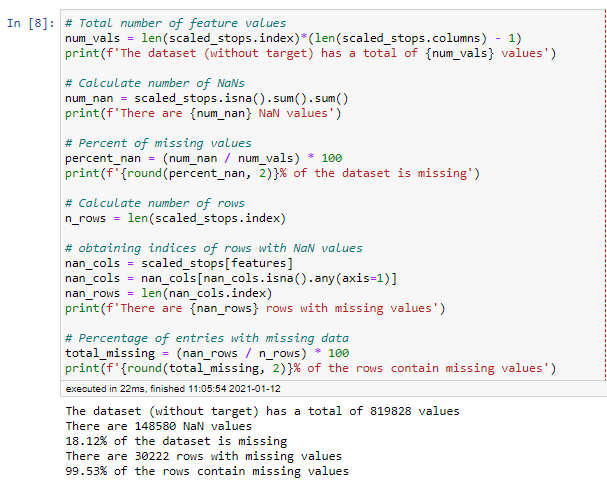 In [8]: # Total number of feature values
num_vals = len(scaled_stops.index)*(len(scaled_stops.columns) - 1)
print(f'The dataset (without target) has a total of {num_vals} values')
# Calculate number of NaNs
num_nan = scaled_stops.isna().sum().sum()
print(f'There are {num_nan} NaN values')
# Percent of missing values
percent_nan = (num_nan / num_vals) * 100
print(f'{round(percent_nan, 2)}% of the dataset is missing')
# Calculate number of rows
n_rows = len(scaled_stops.index)
# obtaining indices of rows with NaN values
nan_cols = scaled_stops[features]
nan_cols = nan_cols[nan_cols.isna().any(axis=1)]
nan_rows = len(nan_cols.index)
print(f'There are {nan_rows} rows with missing values')
# Percentage of entries with missing data
total_missing = (nan_rows / n_rows) * 100
print(f'{round(total_missing, 2)}% of the rows contain missing values')
executed in 22ms, finished 11:05:54 2021-01-12
The dataset (without target) has a total of 819828 values
There are 148580 NaN values
18.12% of the dataset is missing
There are 30222 rows with missing values
99.53% of the rows contain missing values